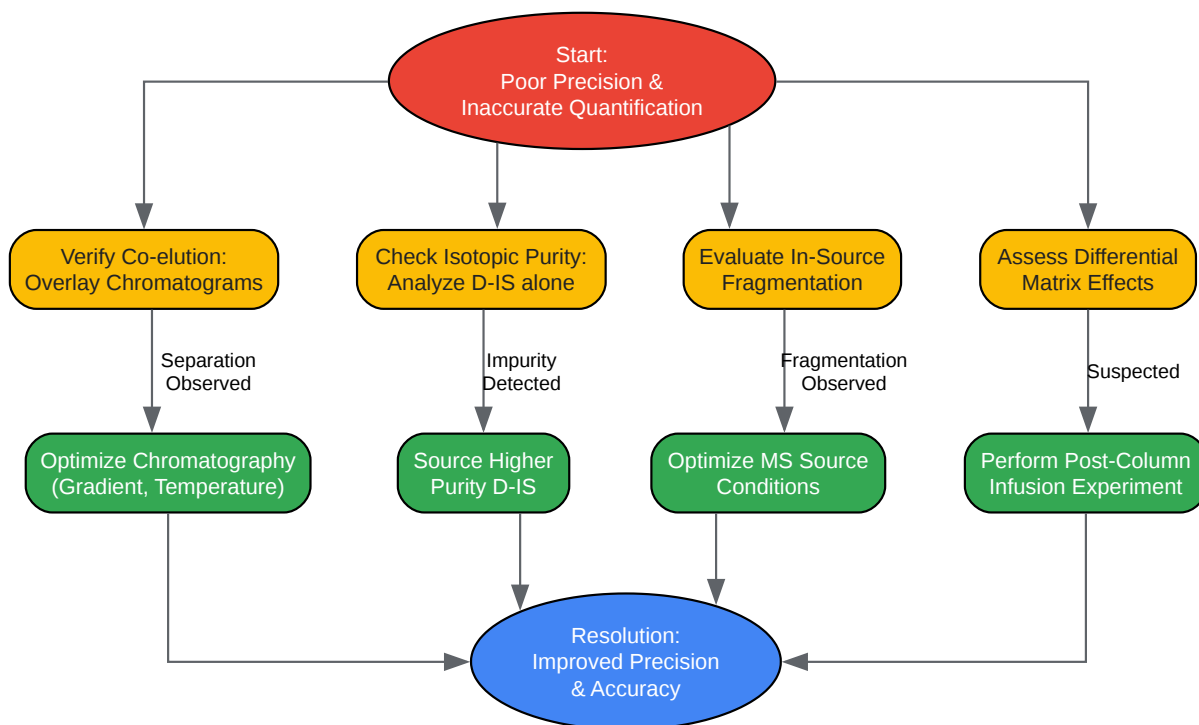 Start:
Poor Precision &
Inaccurate Quantification
Verify Co-elution:
Overlay Chromatograms
Check Isotopic Purity:
Analyze D-IS alone
Evaluate In-Source
Fragmentation
Assess Differential
Matrix Effects
Separation
Observed
Impurity
Detected
Fragmentation
Observed
Suspected
Optimize Chromatography
(Gradient, Temperature)
Source Higher
Purity D-IS
Optimize MS Source
Conditions
Perform Post-Column
Infusion Experiment
Resolution:
Improved Precision
& Accuracy